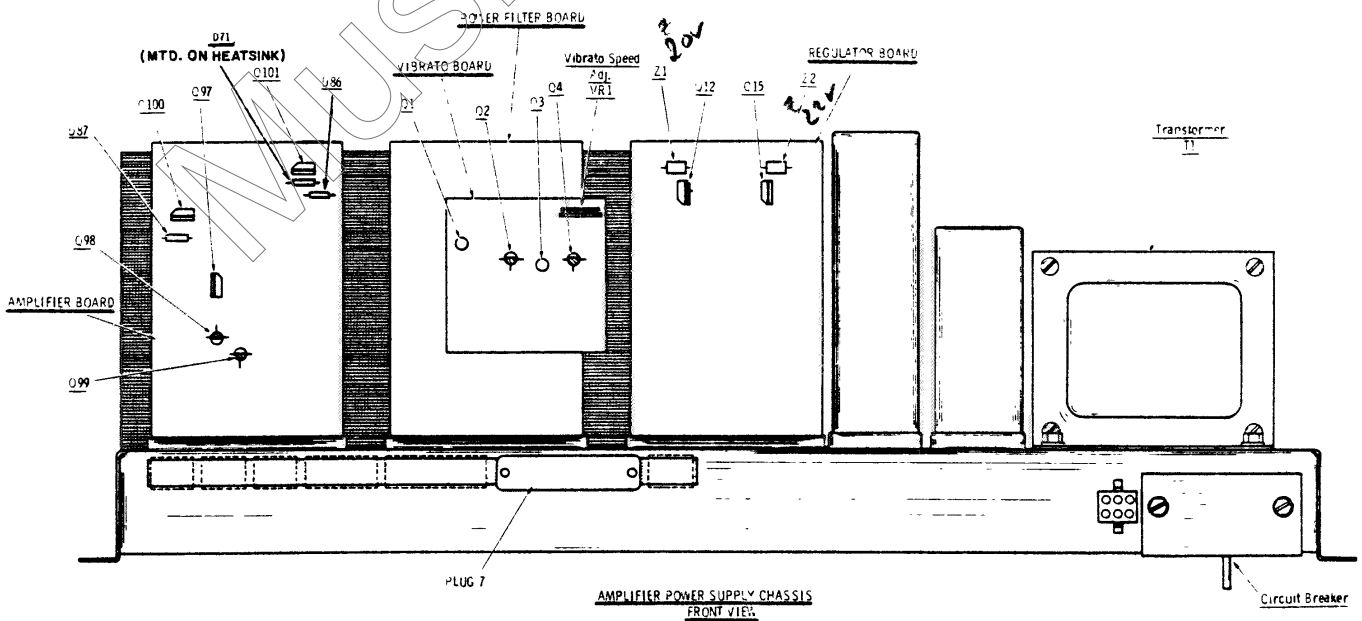 POWER FILTER BOARD
D71
(MTD. ON HEATSINK)
Q101
Q97
Q100
D86
D87
VIBRATO BOARD
Q1
Q2
Q3
Q4
Vibrato Speed
Adj.
VR1
20V
Z1
Q12
Q15
Z2
22V
REGULATOR BOARD
Transformer
T1
Q98
AMPLIFIER BOARD
Q99
PLUG 7
AMPLIFIER POWER SUPPLY CHASSIS
FRONT VIEW
Circuit Breaker